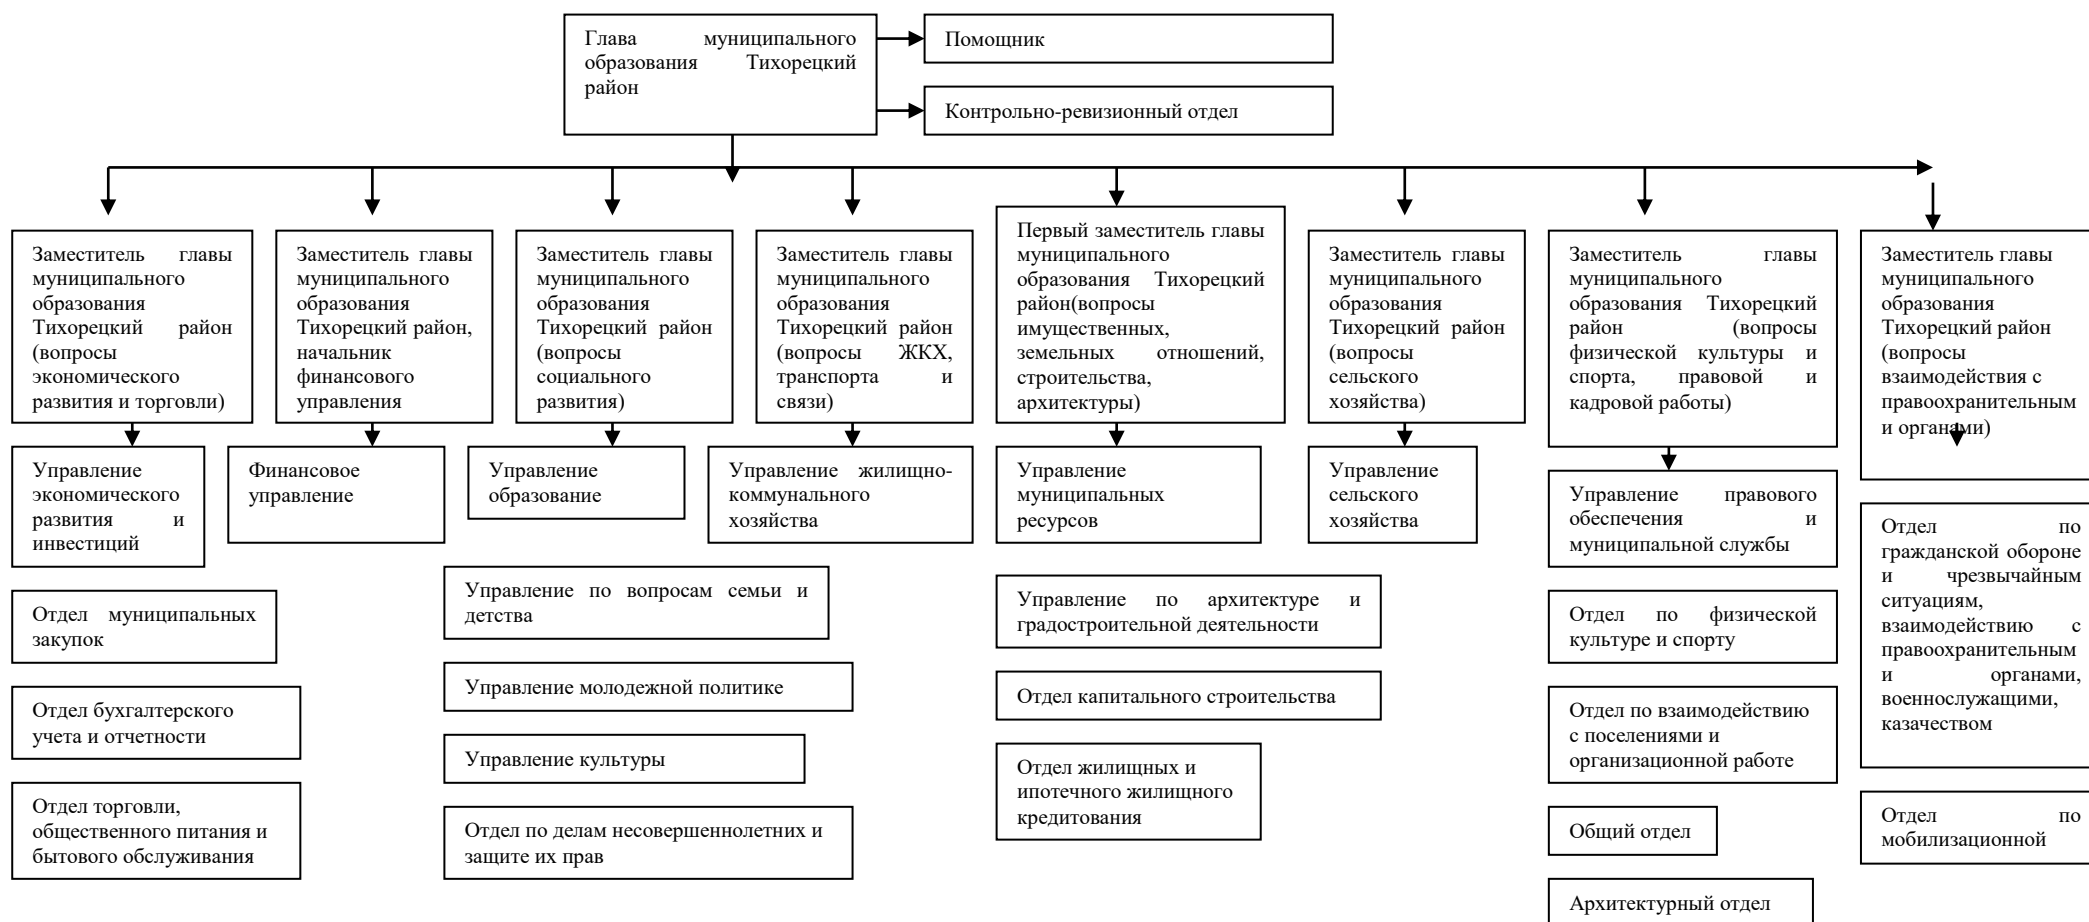 Глава муниципального
образования Тихорецкий
район
Помощник
Контрольно-ревизионный отдел
Заместитель главы
муниципального
образования
Тихорецкий район
(вопросы
экономического
развития и торговли)
Заместитель главы
муниципального
образования
Тихорецкий район,
начальник
финансового
управления
Заместитель главы
муниципального
образования
Тихорецкий район
(вопросы
социального
развития)
Заместитель главы
муниципального
образования
Тихорецкий район
(вопросы ЖКХ,
транспорта и
связи)
Первый заместитель главы
муниципального
образования Тихорецкий
район(вопросы
имущественных,
земельных отношений,
строительства,
архитектуры)
Заместитель главы
муниципального
образования
Тихорецкий район
(вопросы
сельского
хозяйства)
Заместитель главы
муниципального
образования Тихорецкий
район (вопросы
физической культуры и
спорта, правовой и
кадровой работы)
Заместитель главы
муниципального
образования
Тихорецкий район
(вопросы
взаимодействия с
правоохранительным
и органами)
Управление
экономического
развития и
инвестиций
Финансовое
управление
Управление
образование
Управление жилищно-
коммунального
хозяйства
Управление
муниципальных
ресурсов
Управление
сельского
хозяйства
Управление правового
обеспечения и
муниципальной службы
Отдел по
гражданской обороне
и чрезвычайным
ситуациям,
взаимодействию с
правоохранительным
и органами,
военнослужащими,
казачеством
Отдел муниципальных
закупок
Управление по вопросам семьи и
детства
Управление по архитектуре и
градостроительной деятельности
Отдел по физической
культуре и спорту
Отдел бухгалтерского
учета и отчетности
Управление молодежной политике
Отдел капитального строительства
Отдел по взаимодействию
с поселениями и
организационной работе
Управление культуры
Отдел жилищных и
ипотечного жилищного
кредитования
Отдел торговли,
общественного питания и
бытового обслуживания
Отдел по делам несовершеннолетних и
защите их прав
Общий отдел
Отдел по
мобилизационной
Архитектурный отдел